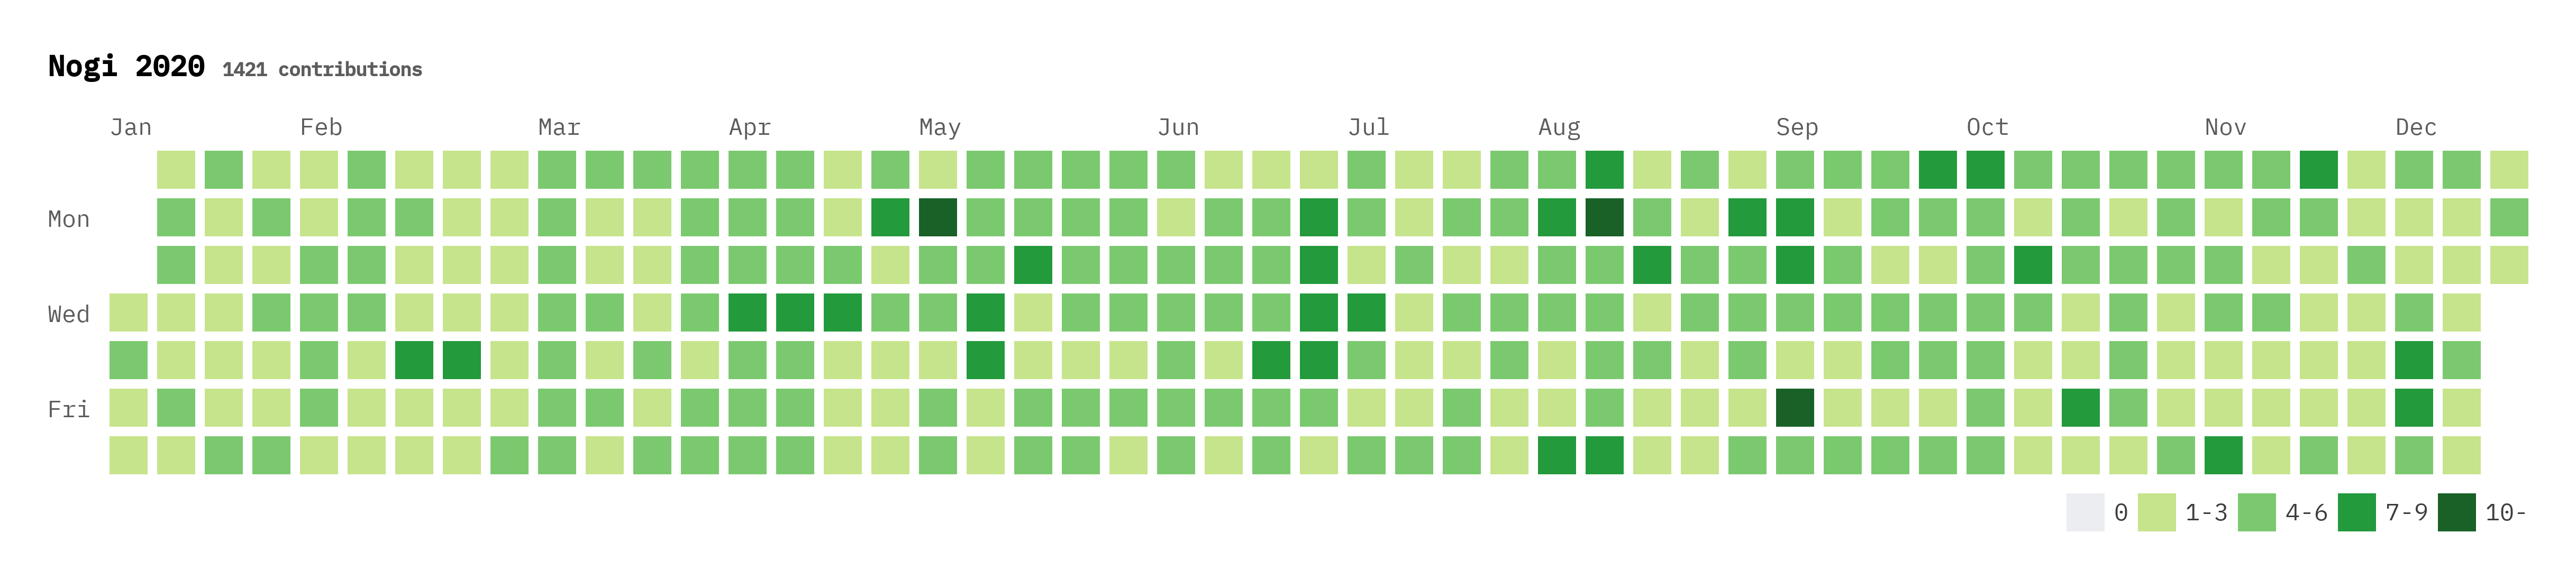 Nogi 2020 1421 contributions
Jan Feb Mar Apr May Jun Jul Aug Sep Oct Nov Dec
Mon
Wed
Fri
0 1-3 4-6 7-9 10-